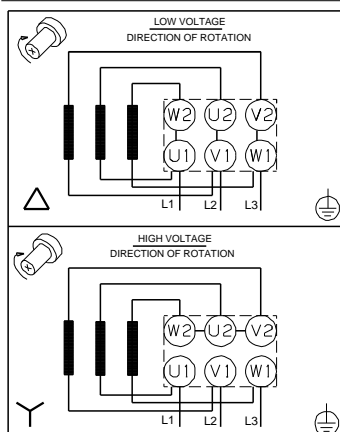 LOW VOLTAGE
DIRECTION OF ROTATION
W2 U2 V2
U1 V1 W1
L1 L2 L3
HIGH VOLTAGE
DIRECTION OF ROTATION
W2 U2 V2
U1 V1 W1
L1 L2 L3